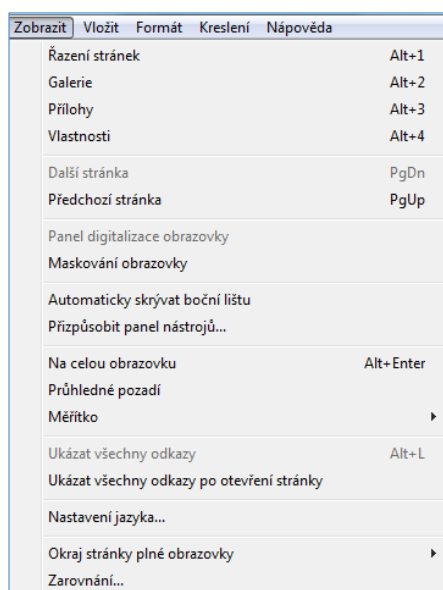 Zobrazit Vložit Formát Kreslení Nápověda
Řazení stránek Alt+1
Galerie Alt+2
Přílohy Alt+3
Vlastnosti Alt+4
Další stránka PgDn
Předchozí stránka PgUp
Panel digitalizace obrazovky
Maskování obrazovky
Automaticky skrývat boční lištu
Přizpůsobit panel nástrojů...
Na celou obrazovku Alt+Enter
Průhledné pozadí
Měřítko
Ukázat všechny odkazy Alt+L
Ukázat všechny odkazy po otevření stránky
Nastavení jazyka...
Okraj stránky plné obrazovky
Zarovnání...